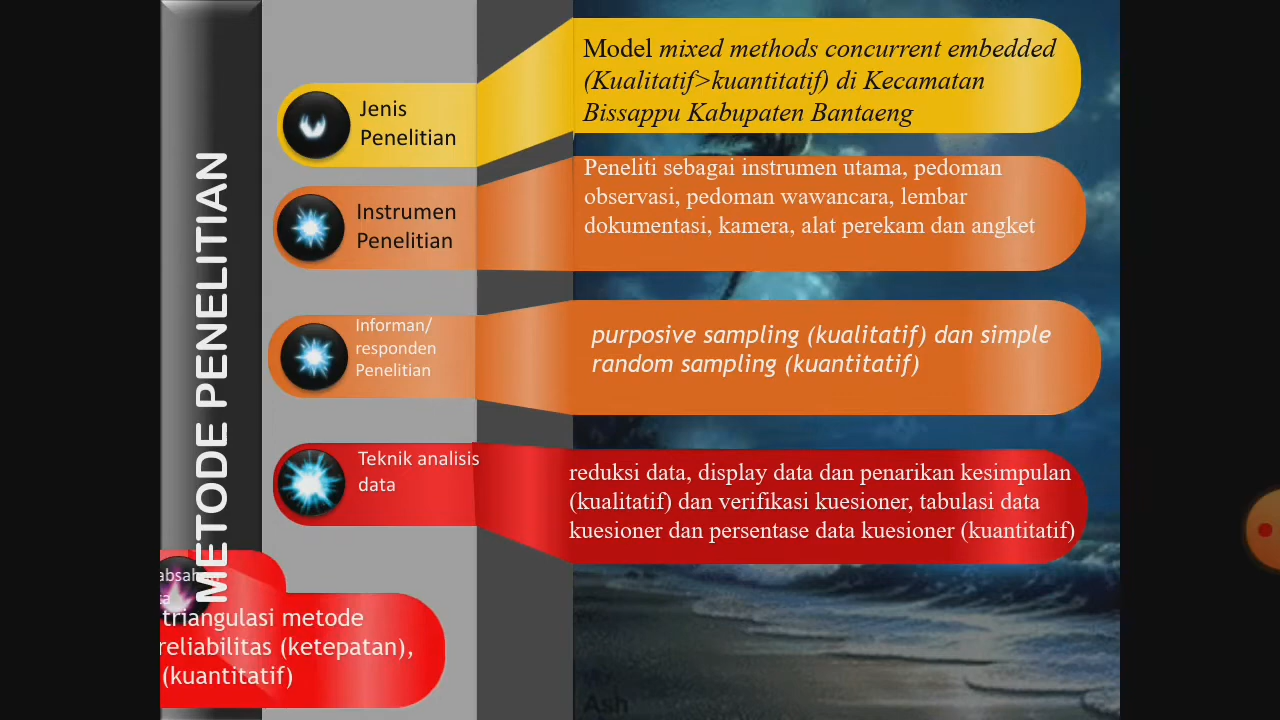 METODE PENELITIAN
Jenis
Penelitian
Model mixed methods concurrent embedded
(Kualitatif>kuantitatif) di Kecamatan
Bissappu Kabupaten Bantaeng
Instrumen
Penelitian
Peneliti sebagai instrumen utama, pedoman
observasi, pedoman wawancara, lembar
dokumentasi, kamera, alat perekam dan angket
Informan/
responden
Penelitian
purposive sampling (kualitatif) dan simple
random sampling (kuantitatif)
Teknik analisis
data
reduksi data, display data dan penarikan kesimpulan
(kualitatif) dan verifikasi kuesioner, tabulasi data
kuesioner dan persentase data kuesioner (kuantitatif)
triangulasi metode
reliabilitas (ketepatan),
(kuantitatif)
Ash